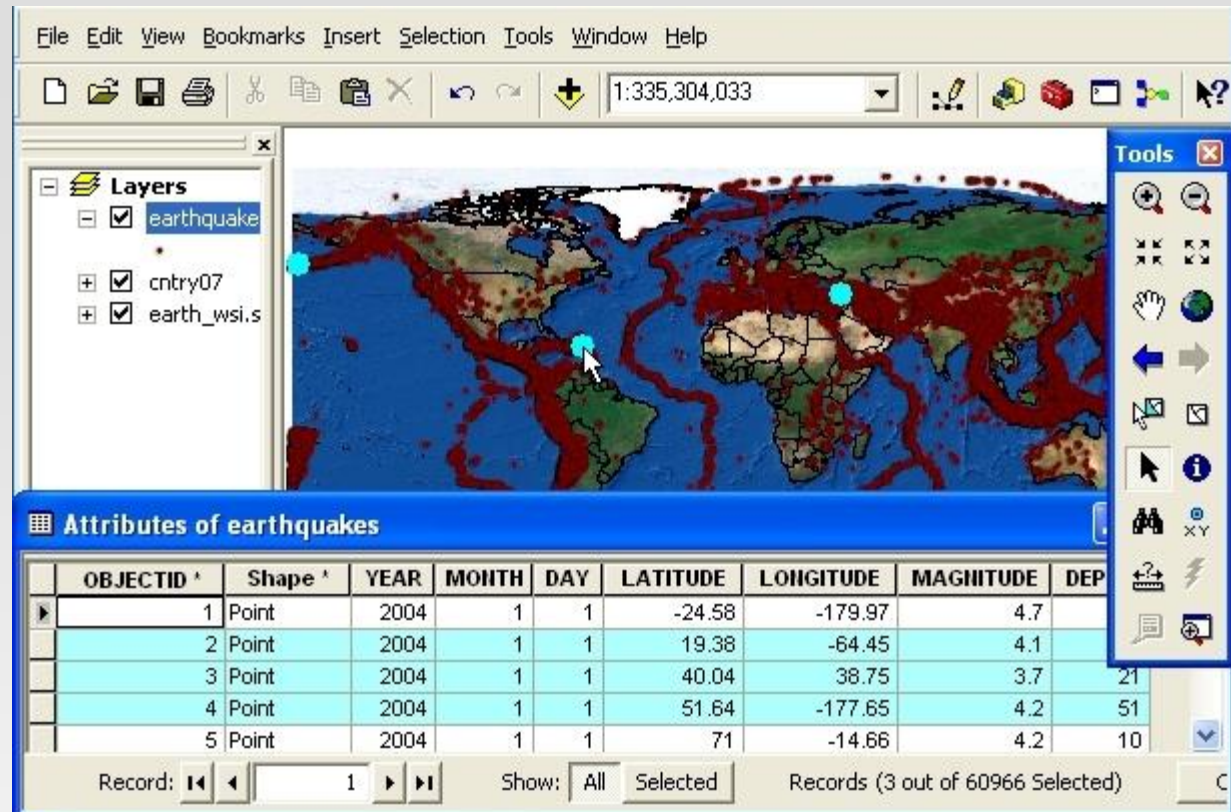 File Edit View Bookmarks Insert Selection Tools Window Help
1:335,304,033
Layers
earthquake
cntry07
earth_wsi.s
Tools
XY
Attributes of earthquakes
OBJECTID * Shape * YEAR MONTH DAY LATITUDE LONGITUDE MAGNITUDE DEP
1 Point 2004 1 1 -24.58 -179.97 4.7
2 Point 2004 1 1 19.38 -64.45 4.1
3 Point 2004 1 1 40.04 38.75 3.7 21
4 Point 2004 1 1 51.64 -177.65 4.2 51
5 Point 2004 1 1 71 -14.66 4.2 10
Record: 1 Show: All Selected Records (3 out of 60966 Selected)